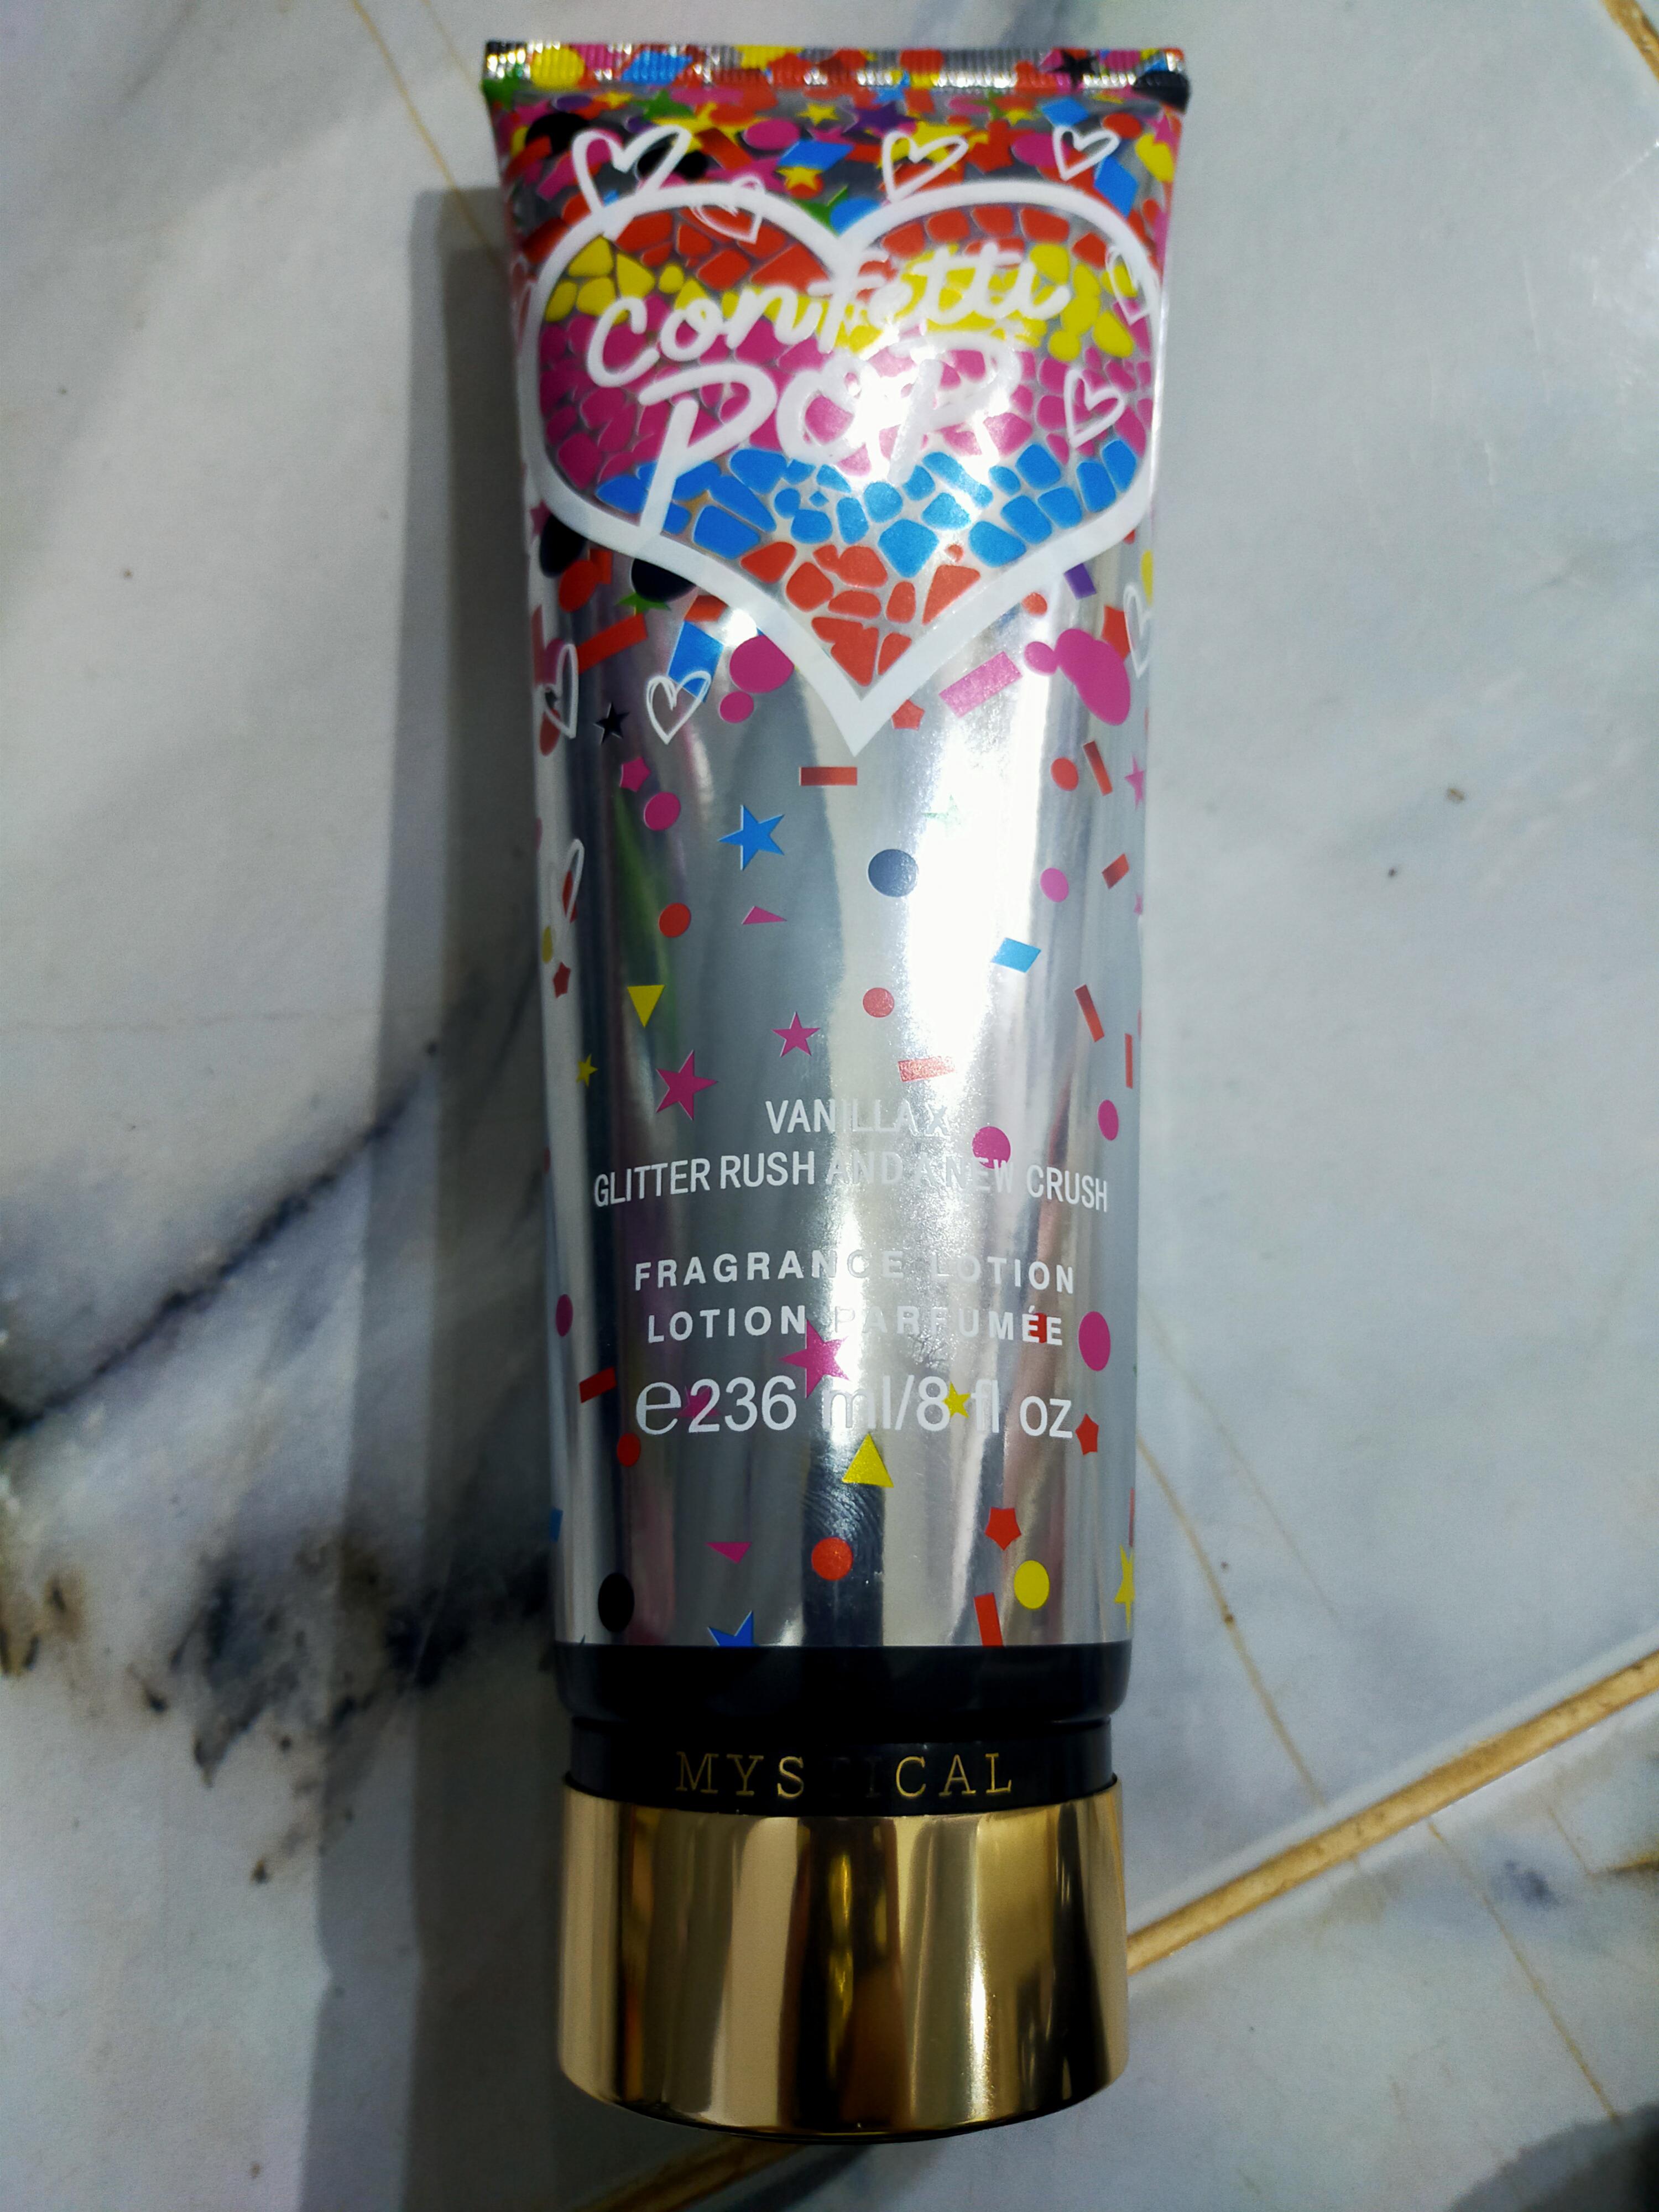 confetti
POP
VANILLA X
GLITTER RUSH AND A NEW CRUSH
FRAGRANCE LOTION
LOTION PARFUMÉE
℮236 ml/8 fl oz
MYSTICAL